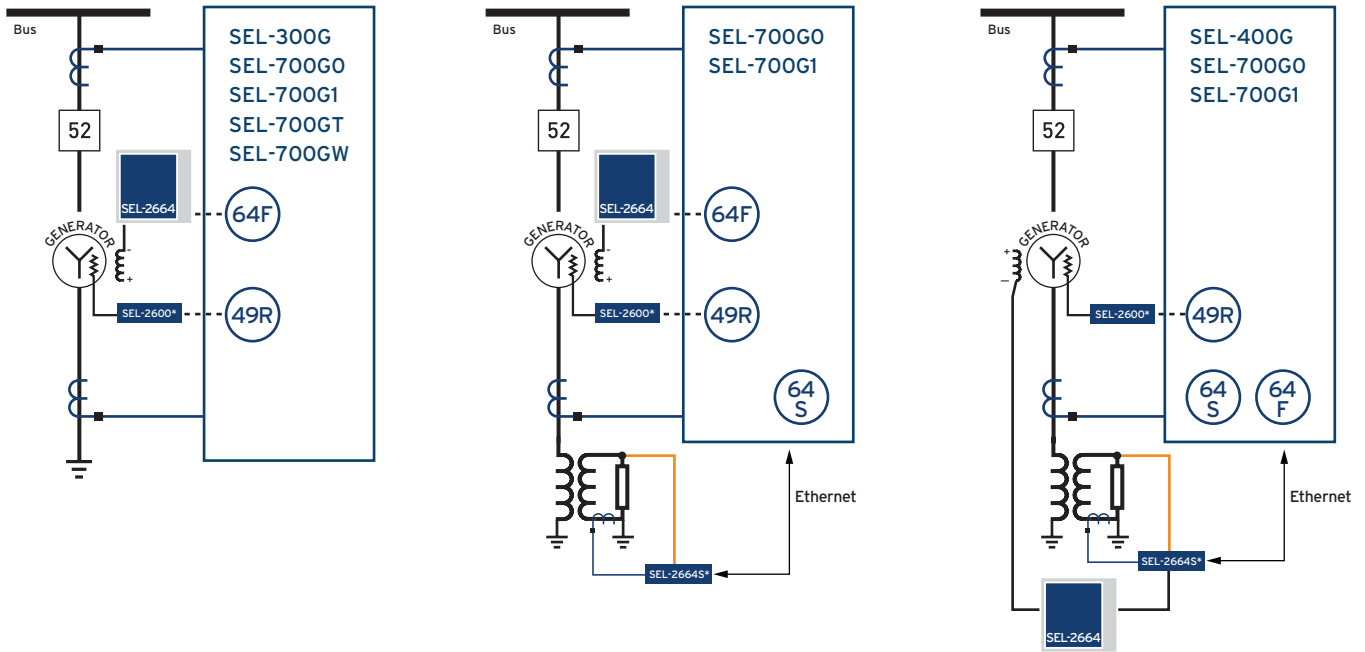 Bus
SEL-300G
SEL-700G0
SEL-700G1
SEL-700GT
SEL-700GW
52
SEL-2664
64F
GENERATOR
-
+
SEL-2600*
49R
Bus
SEL-700G0
SEL-700G1
52
SEL-2664
64F
GENERATOR
-
+
SEL-2600*
49R
64
S
Ethernet
SEL-2664S*
Bus
SEL-400G
SEL-700G0
SEL-700G1
52
GENERATOR
+
–
SEL-2600*
49R
64
S
64
F
Ethernet
SEL-2664S*
SEL-2664